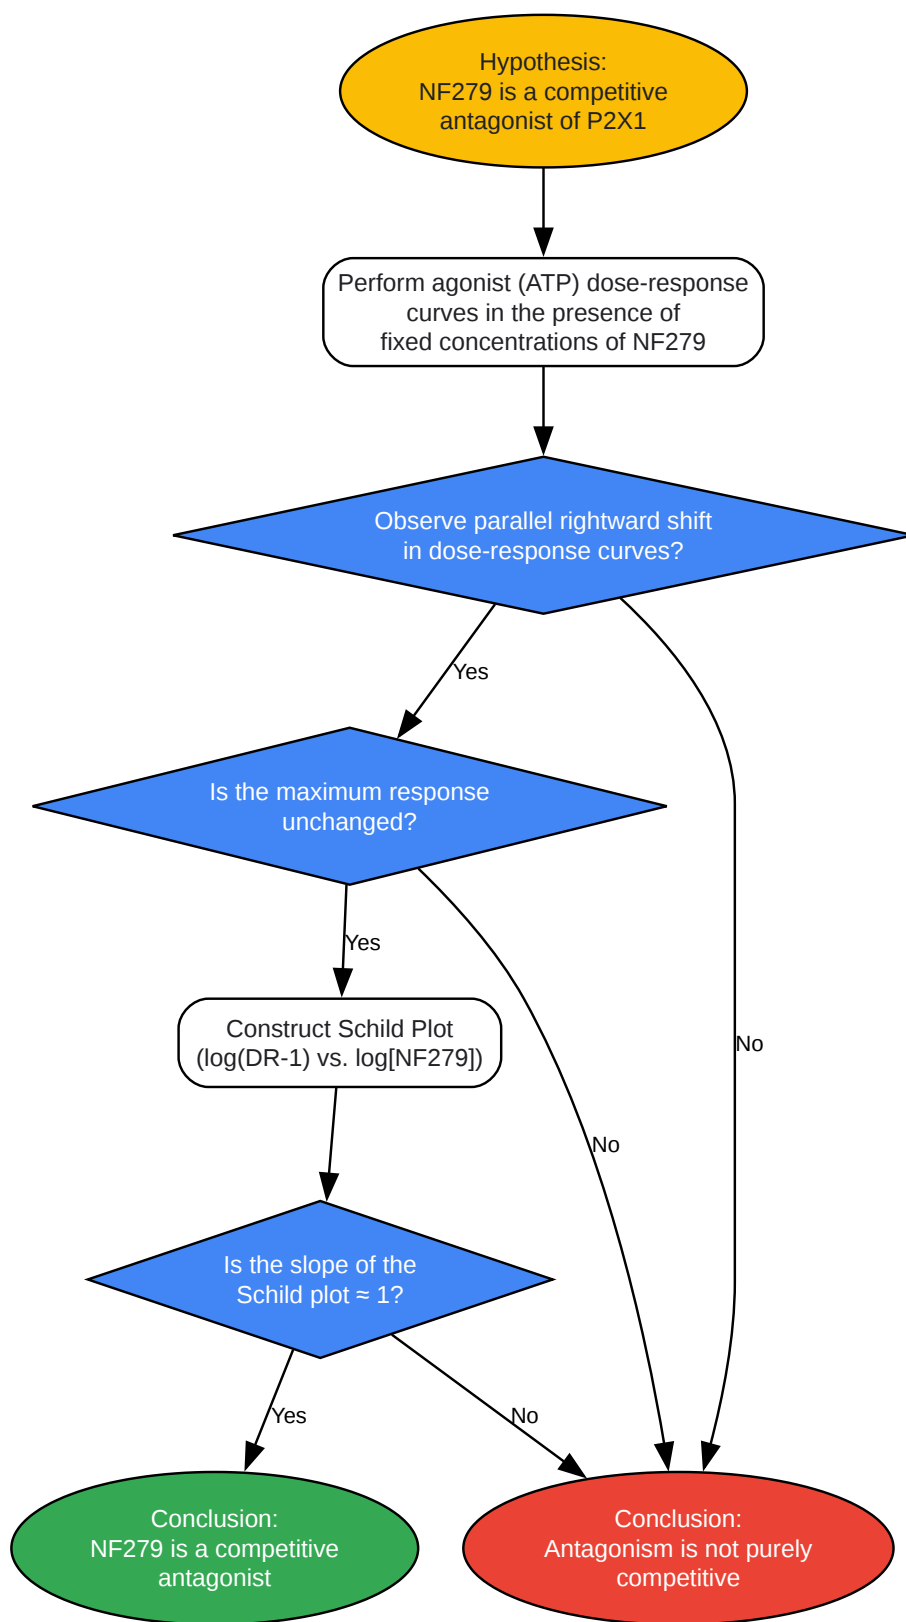 Hypothesis:
NF279 is a competitive
antagonist of P2X1
Perform agonist (ATP) dose-response
curves in the presence of
fixed concentrations of NF279
Observe parallel rightward shift
in dose-response curves?
Yes
Is the maximum response
unchanged?
Yes
Construct Schild Plot
(log(DR-1) vs. log[NF279])
No
No
Is the slope of the
Schild plot ≈ 1?
Yes
No
Conclusion:
NF279 is a competitive
antagonist
Conclusion:
Antagonism is not purely
competitive